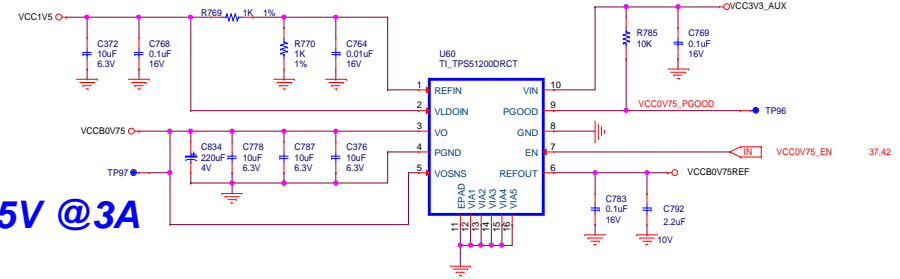 VCC1V5
R769 1K 1%
VCC3V3_AUX
C372
10uF
6.3V
C768
0.1uF
16V
R770
1K
1%
C764
0.01uF
16V
R785
10K
C769
0.1uF
16V
U60
TI_TPS51200DRCT
1 REFIN
2 VLDOIN
3 VO
4 PGND
5 VOSNS
VIN 10
PGOOD 9
GND 8
EN 7
REFOUT 6
VCC0V75_PGOOD
TP96
IN VCC0V75_EN 37,42
VCCB0V75
VCCB0V75REF
C834
220uF
4V
C778
10uF
6.3V
C787
10uF
6.3V
C376
10uF
6.3V
TP97
5V @3A
EPAD
VIA1
VIA2
VIA3
VIA4
VIA5
11
12
13
14
15
16
C783
0.1uF
16V
C792
2.2uF
10V